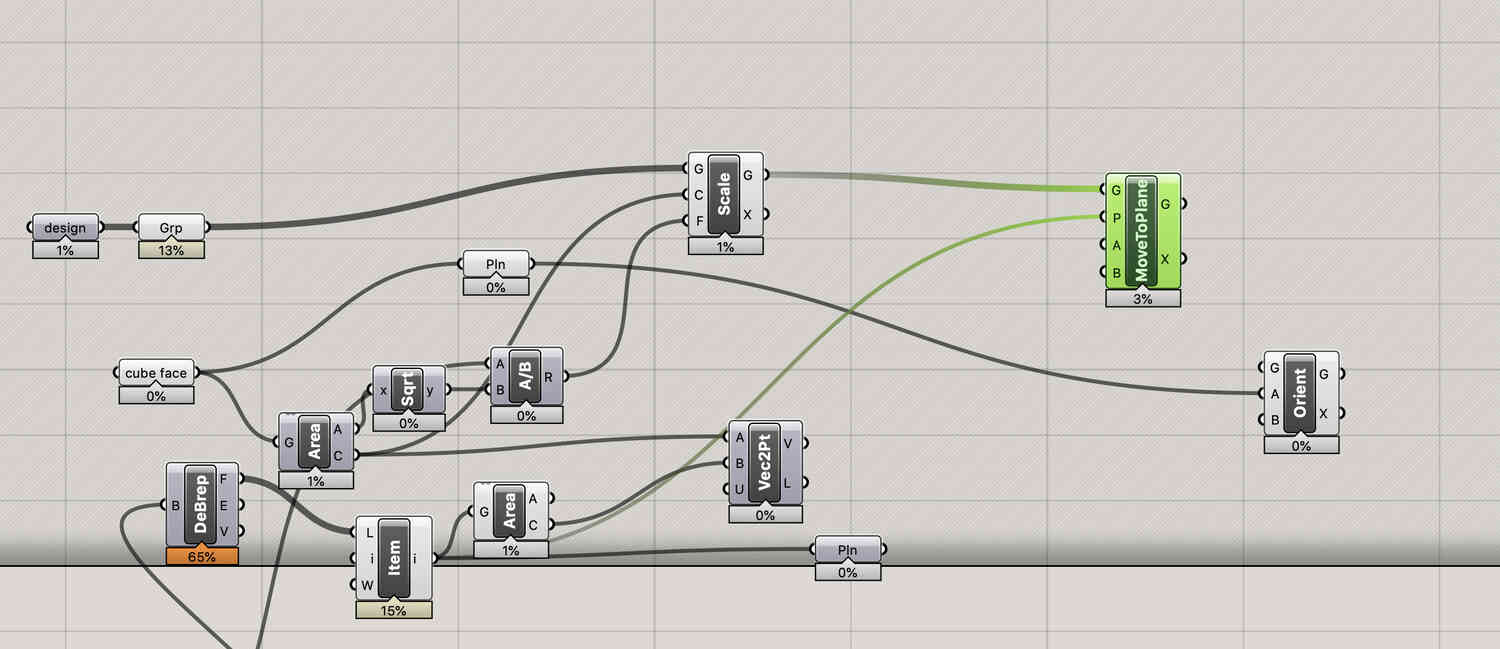 design
1%
Grp
13%
G
C
F
Scale
G
X
1%
Pln
0%
G
P
A
B
MoveToPlane
G
X
3%
cube face
0%
x
Sqrt
y
0%
A
B
A/B
R
0%
G
Area
A
C
1%
G
A
B
Orient
G
X
0%
B
DeBrep
F
E
V
65%
L
i
W
Item
i
15%
G
Area
A
C
1%
A
B
U
Vec2Pt
V
L
0%
Pln
0%